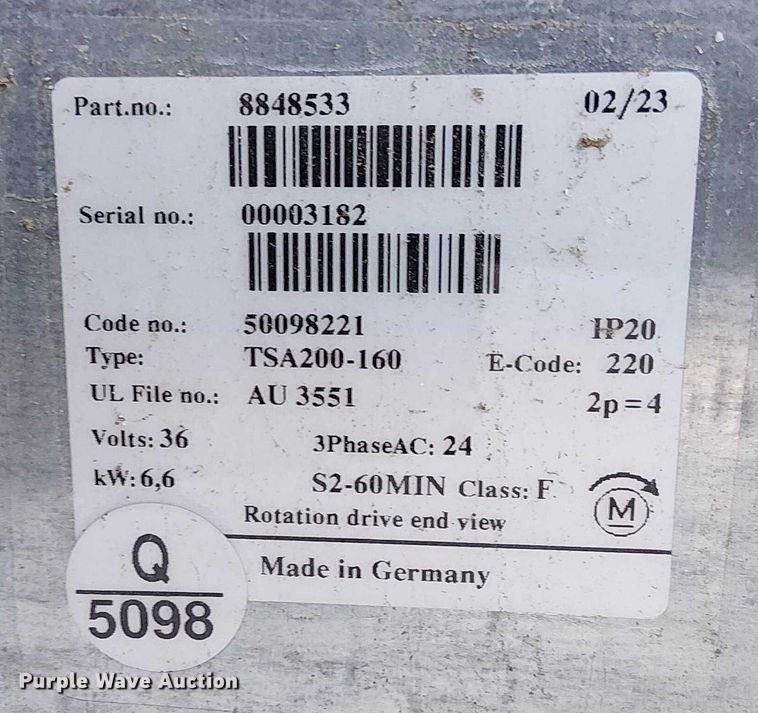 Part.no.: 8848533 02/23
Serial no.: 00003182
Code no.: 50098221 IP20
Type: TSA200-160 E-Code: 220
UL File no.: AU 3551 2p=4
Volts: 36 3PhaseAC: 24
kW: 6,6 S2-60MIN Class: F
M
Rotation drive end view
Made in Germany
Q
5098
Purple Wave Auction